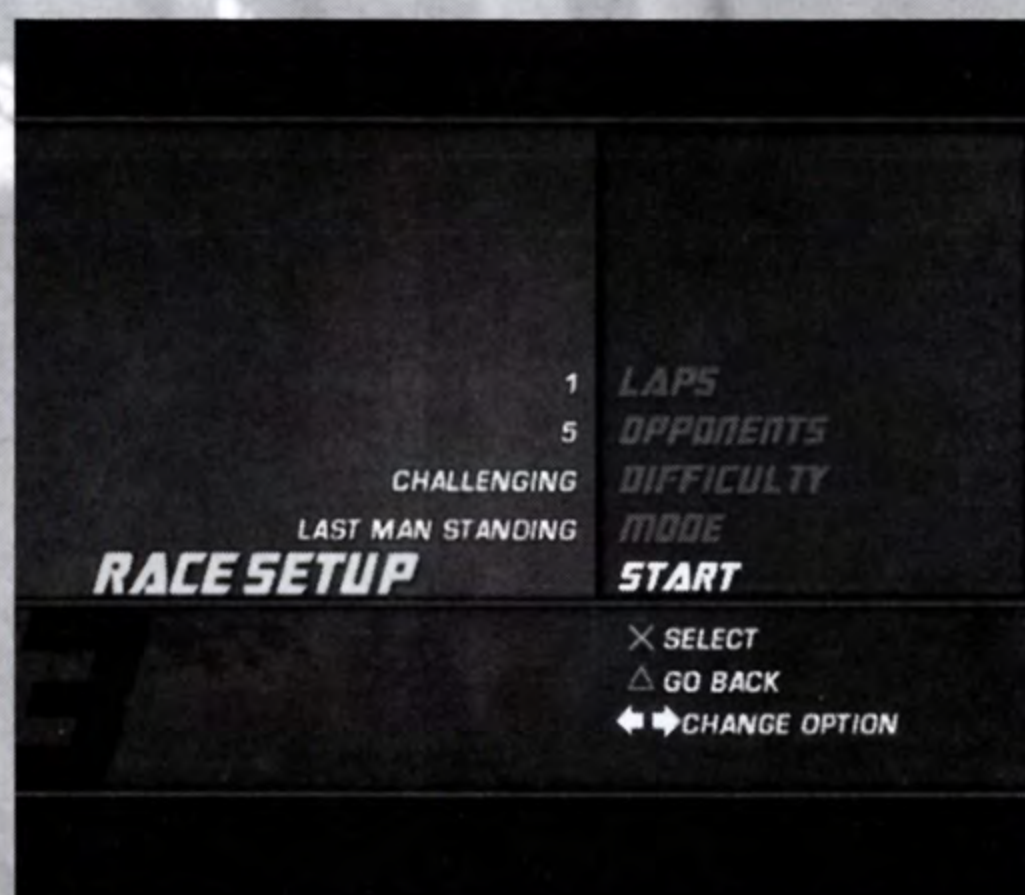 1 LAPS
5 OPPONENTS
CHALLENGING DIFFICULTY
LAST MAN STANDING MODE
RACE SETUP START
SELECT
GO BACK
CHANGE OPTION